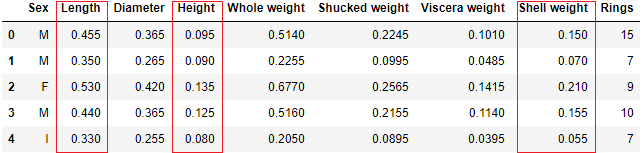 Sex Length Diameter Height Whole weight Shucked weight Viscera weight Shell weight Rings
0 M 0.455 0.365 0.095 0.5140 0.2245 0.1010 0.150 15
1 M 0.350 0.265 0.090 0.2255 0.0995 0.0485 0.070 7
2 F 0.530 0.420 0.135 0.6770 0.2565 0.1415 0.210 9
3 M 0.440 0.365 0.125 0.5160 0.2155 0.1140 0.155 10
4 I 0.330 0.255 0.080 0.2050 0.0895 0.0395 0.055 7